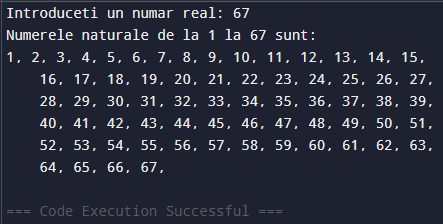 Introduceti un numar real: 67
Numerele naturale de la 1 la 67 sunt:
1, 2, 3, 4, 5, 6, 7, 8, 9, 10, 11, 12, 13, 14, 15,
16, 17, 18, 19, 20, 21, 22, 23, 24, 25, 26, 27,
28, 29, 30, 31, 32, 33, 34, 35, 36, 37, 38, 39,
40, 41, 42, 43, 44, 45, 46, 47, 48, 49, 50, 51,
52, 53, 54, 55, 56, 57, 58, 59, 60, 61, 62, 63,
64, 65, 66, 67,
=== Code Execution Successful ===